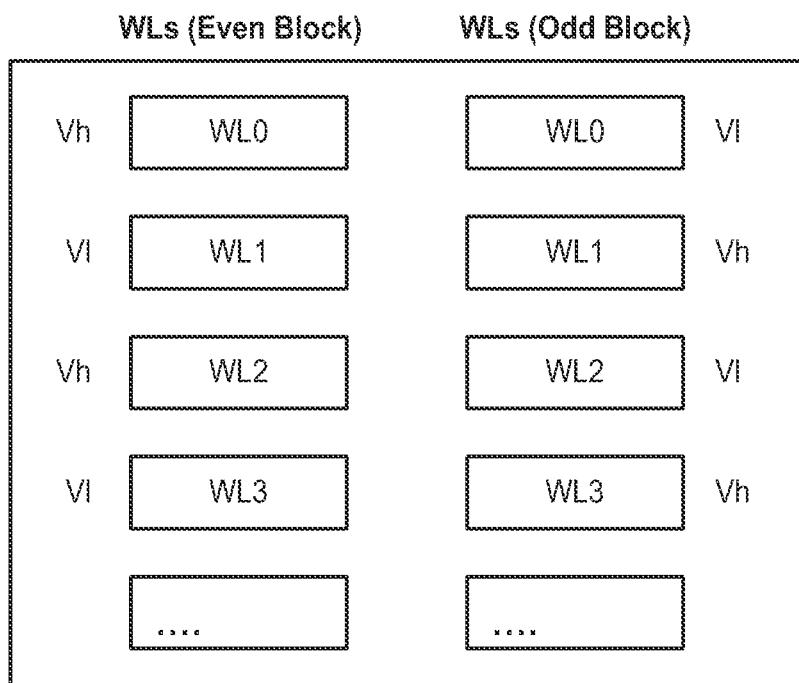 WLs (Even Block) WLs (Odd Block)
Vh WL0 WL0 Vl
Vl WL1 WL1 Vh
Vh WL2 WL2 Vl
Vl WL3 WL3 Vh
.... ....